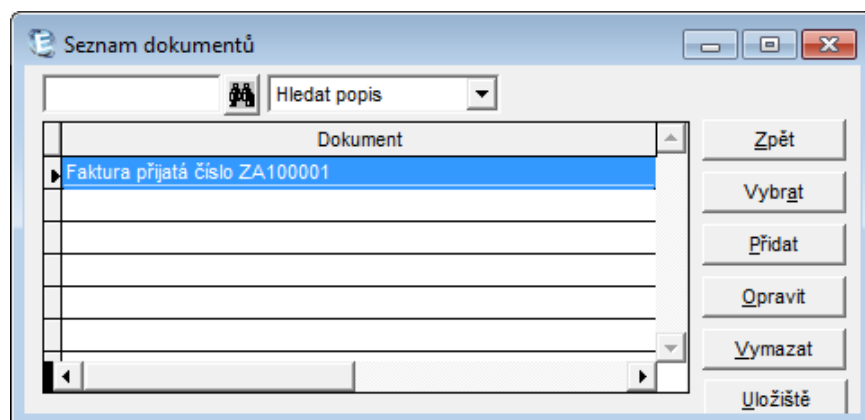 Seznam dokumentů
Hledat popis
Dokument
Faktura přijatá číslo ZA100001
Zpět
Vybrat
Přidat
Opravit
Vymazat
Uložiště